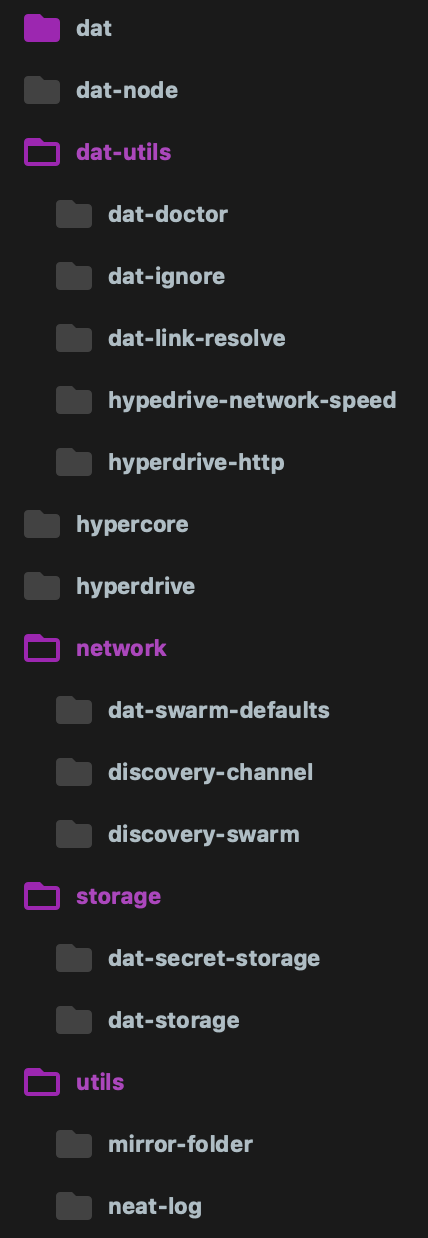 dat
dat-node
dat-utils
dat-doctor
dat-ignore
dat-link-resolve
hypedrive-network-speed
hyperdrive-http
hypercore
hyperdrive
network
dat-swarm-defaults
discovery-channel
discovery-swarm
storage
dat-secret-storage
dat-storage
utils
mirror-folder
neat-log